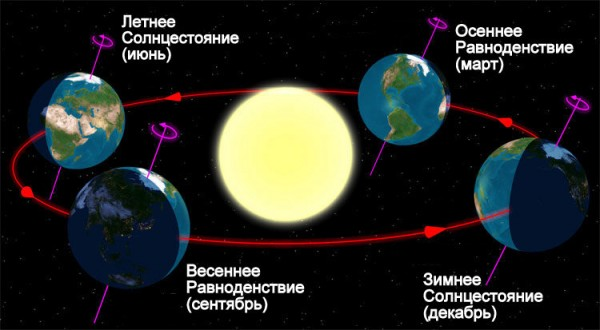 Летнее
Солнцестояние
(июнь)
Осеннее
Равноденствие
(март)
Весеннее
Равноденствие
(сентябрь)
Зимнее
Солнцестояние
(декабрь)